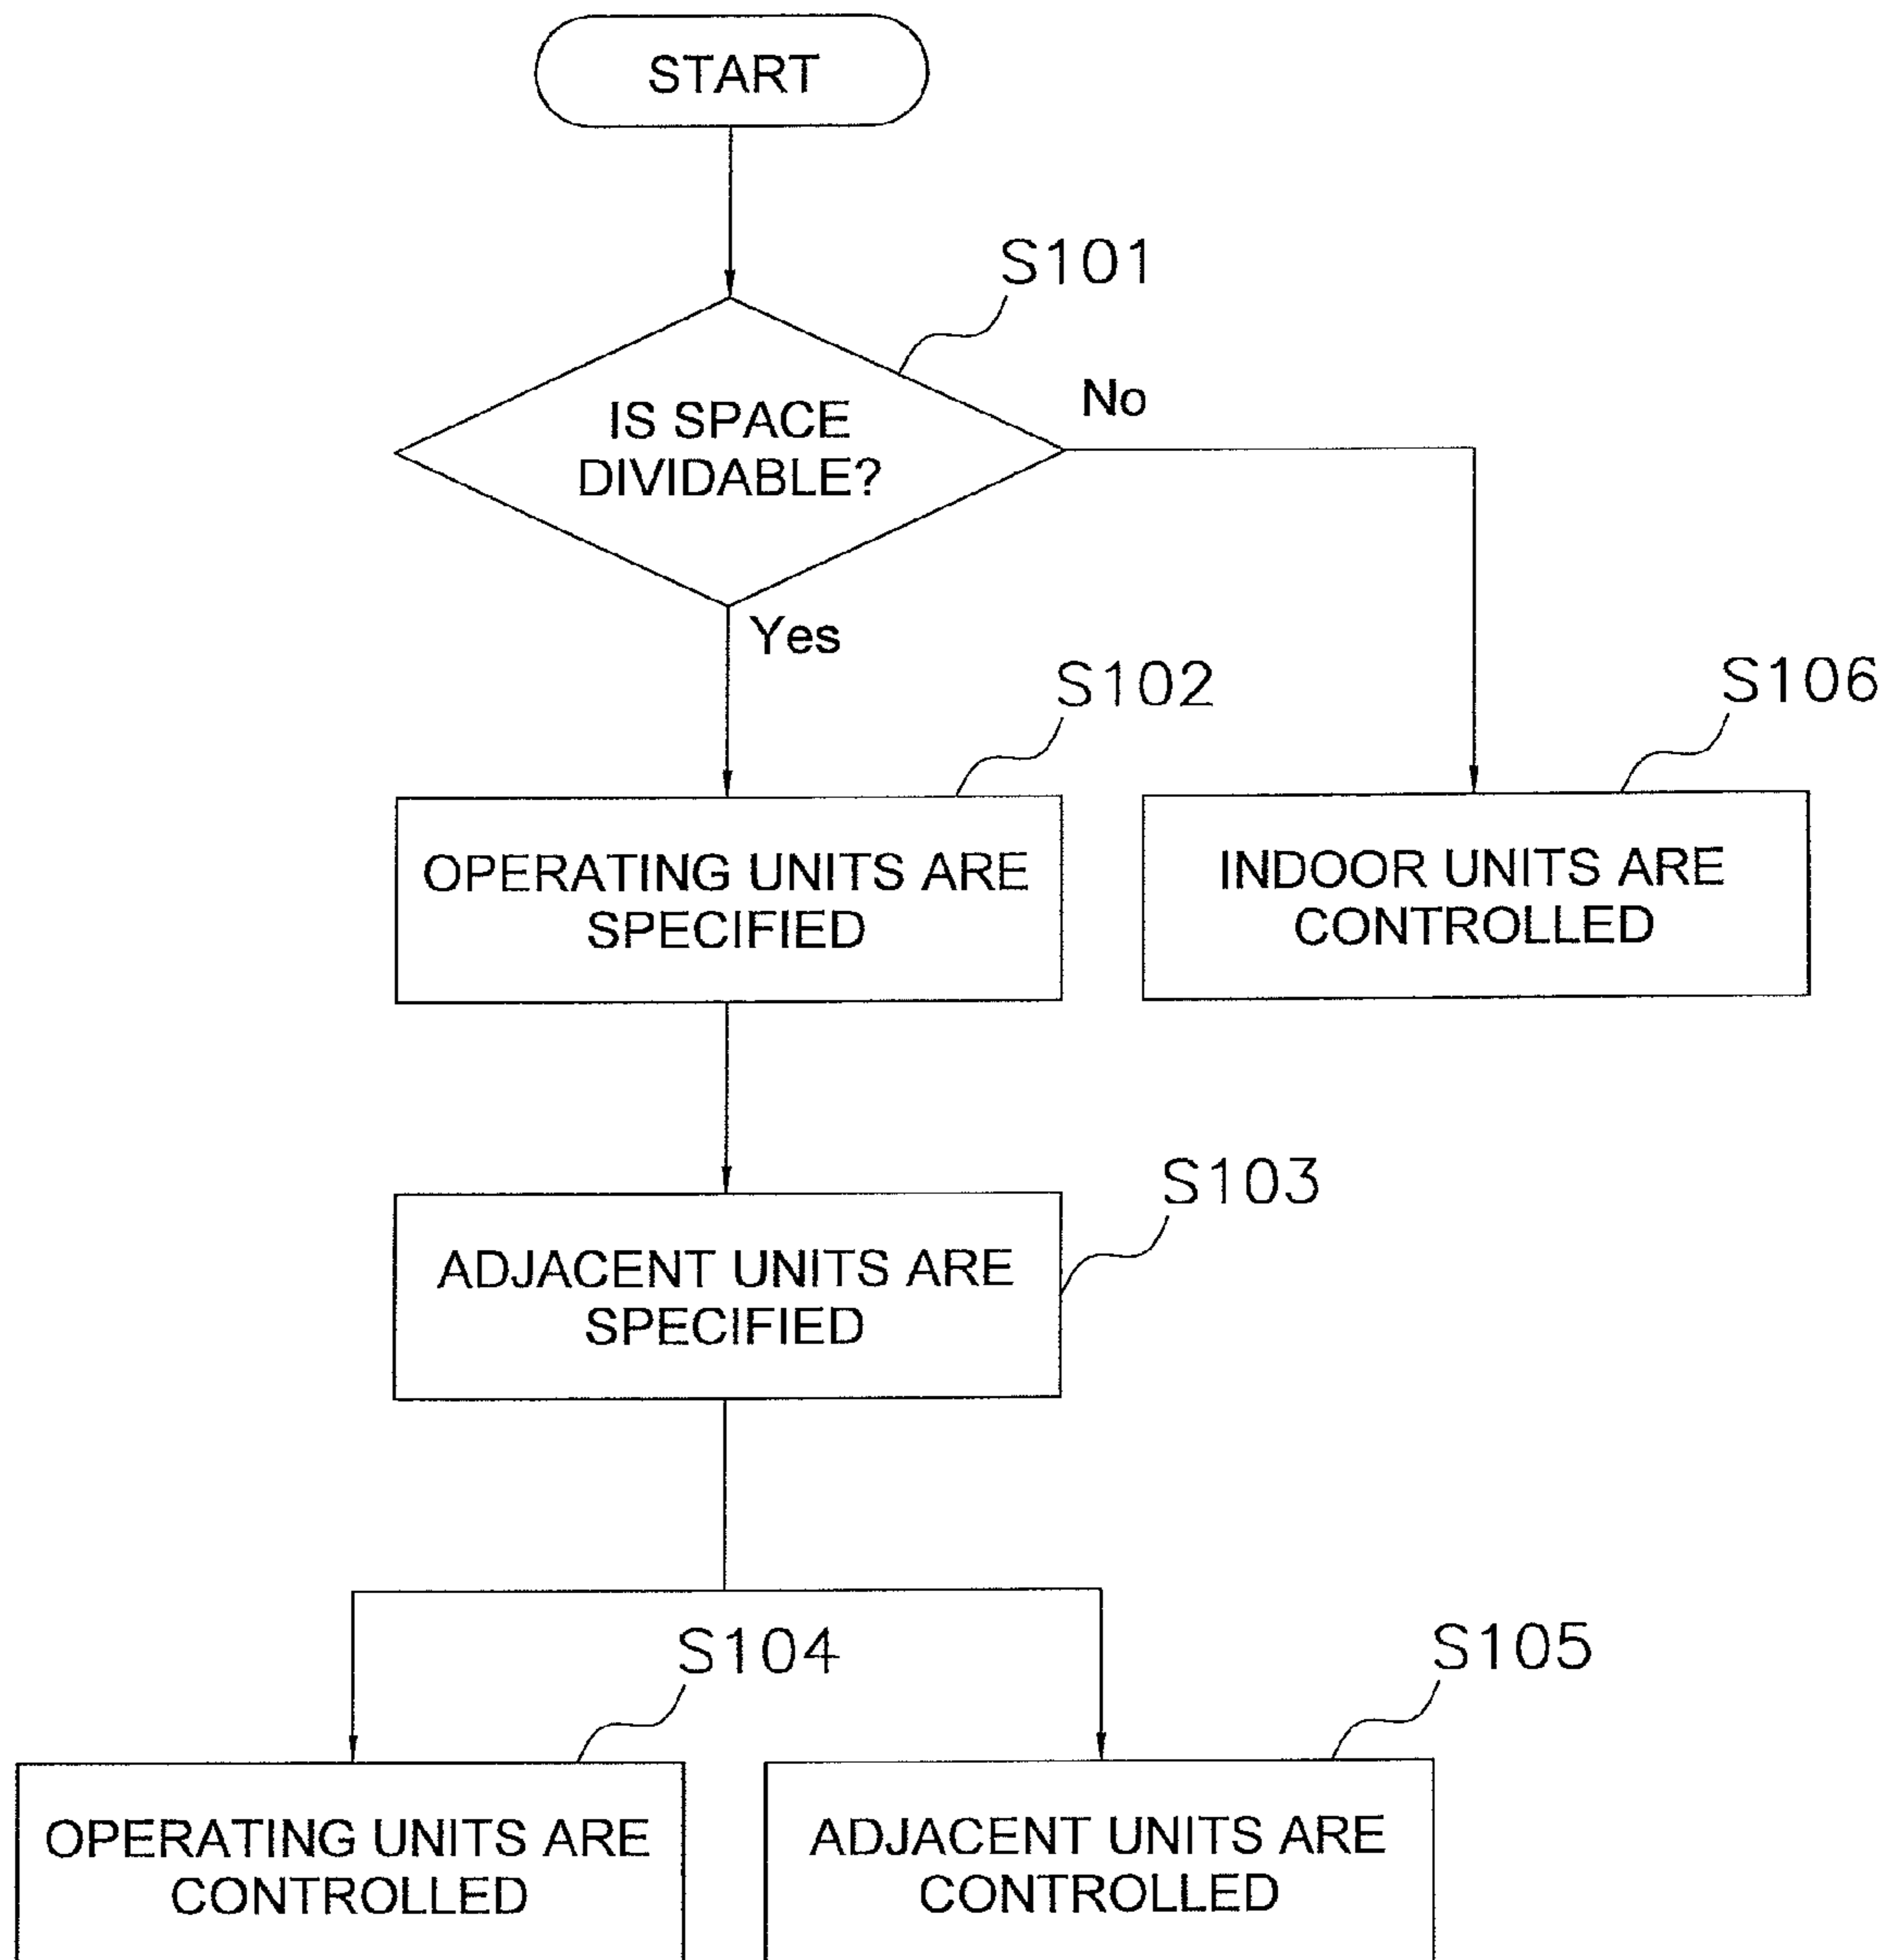 START
S101
IS SPACE
DIVIDABLE?
No
Yes
S102
S106
OPERATING UNITS ARE
SPECIFIED
INDOOR UNITS ARE
CONTROLLED
S103
ADJACENT UNITS ARE
SPECIFIED
S104
S105
OPERATING UNITS ARE
CONTROLLED
ADJACENT UNITS ARE
CONTROLLED